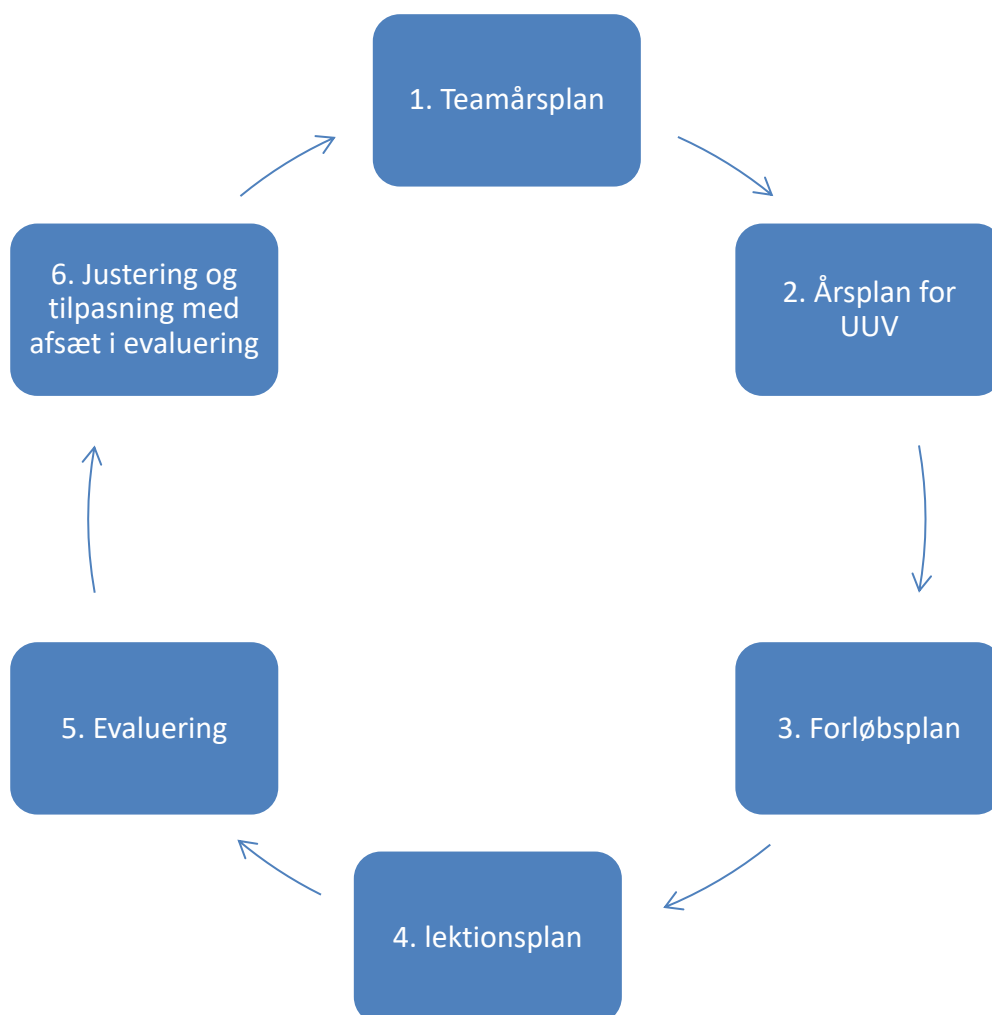 1. Teamårsplan
2. Årsplan for
UUV
3. Forløbsplan
4. lektionsplan
5. Evaluering
6. Justering og
tilpasning med
afsæt i evaluering